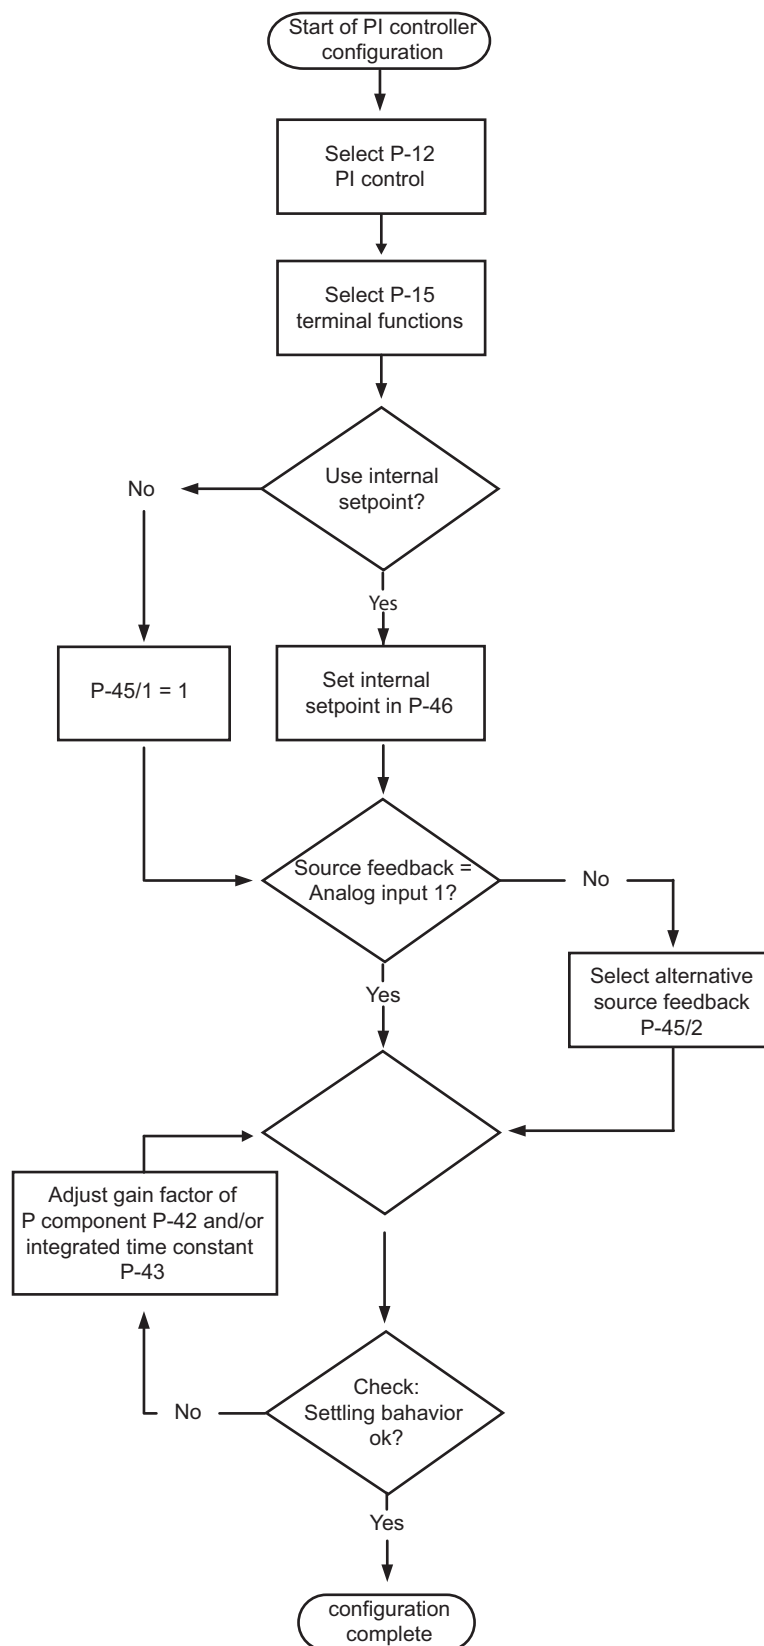 Start of PI controller
configuration
Select P-12
PI control
Select P-15
terminal functions
Use internal
setpoint?
No
Yes
P-45/1 = 1
Set internal
setpoint in P-46
Source feedback =
Analog input 1?
No
Yes
Select alternative
source feedback
P-45/2
Adjust gain factor of
P component P-42 and/or
integrated time constant
P-43
Check:
Settling bahavior
ok?
No
Yes
configuration
complete